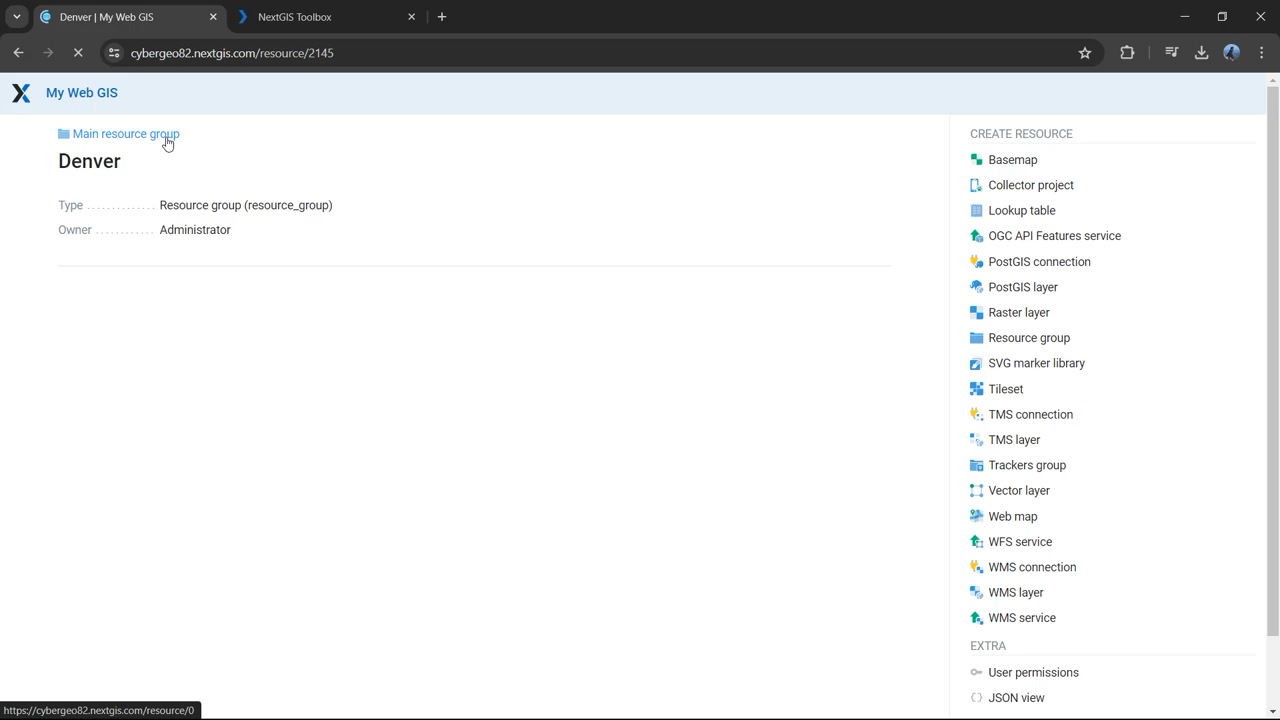 Denver | My Web GIS
NextGIS Toolbox
cybergeo82.nextgis.com/resource/2145
My Web GIS
Main resource group
Denver
Type ............. Resource group (resource_group)
Owner ............ Administrator
CREATE RESOURCE
Basemap
Collector project
Lookup table
OGC API Features service
PostGIS connection
PostGIS layer
Raster layer
Resource group
SVG marker library
Tileset
TMS connection
TMS layer
Trackers group
Vector layer
Web map
WFS service
WMS connection
WMS layer
WMS service
EXTRA
User permissions
JSON view
https://cybergeo82.nextgis.com/resource/0